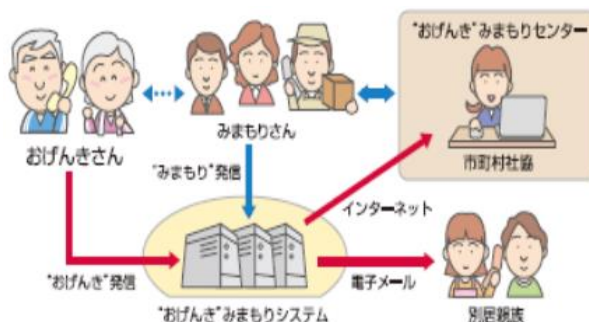 "おげんき"みまもりセンター
おげんきさん
みまもりさん
市町村社協
"みまもり"発信
インターネット
"おげんき"発信
電子メール
"おげんき"みまもりシステム
別居親族